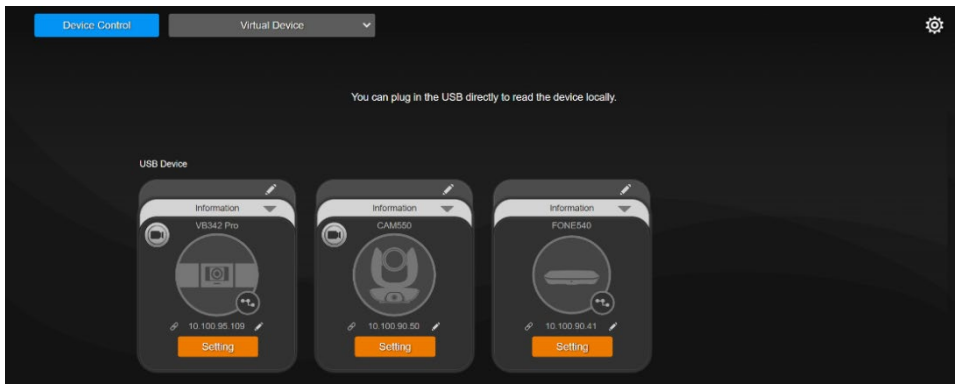 Device Control
Virtual Device
You can plug in the USB directly to read the device locally.
USB Device
Information
VB342 Pro
10.100.95.109
Setting
Information
CAM550
10.100.90.50
Setting
Information
FONE540
10.100.90.41
Setting